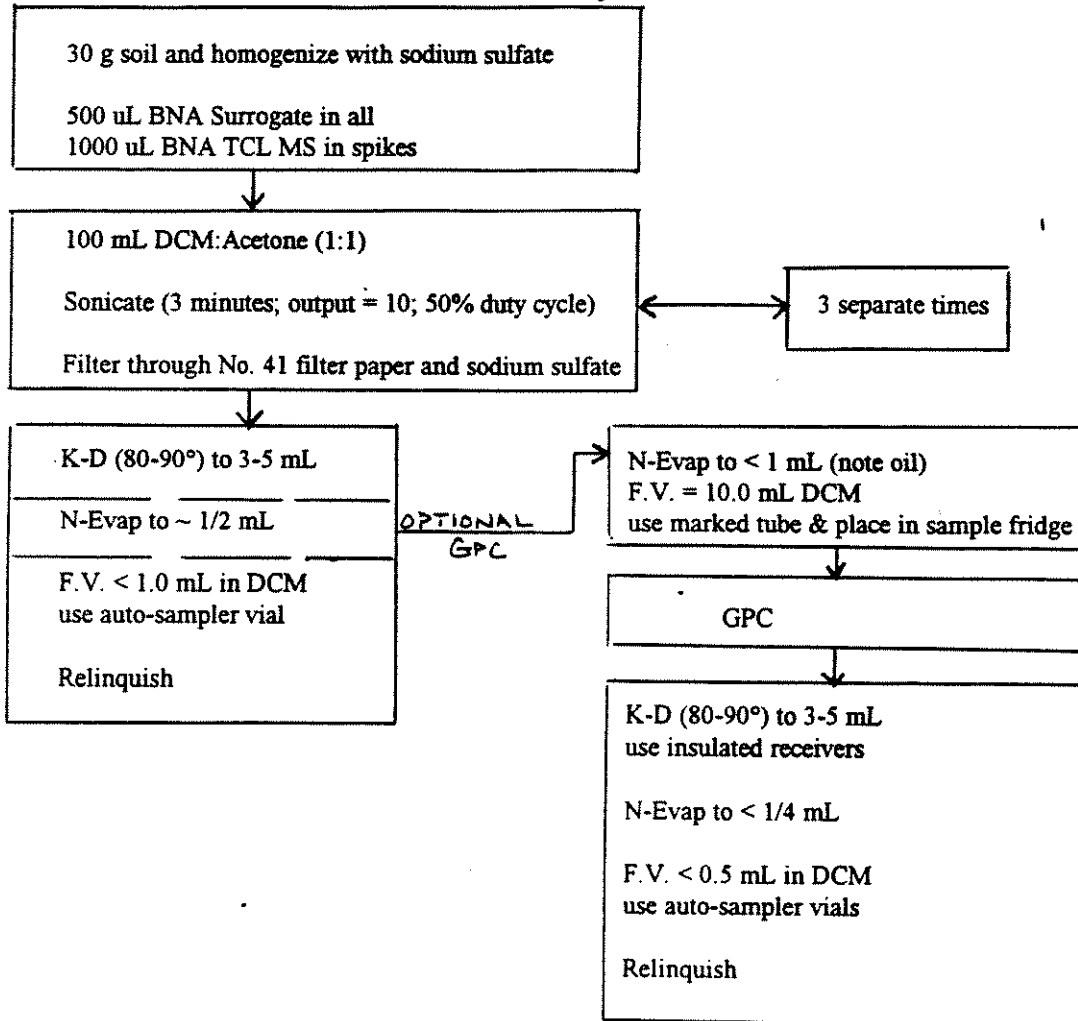 30 g soil and homogenize with sodium sulfate
500 uL BNA Surrogate in all
1000 uL BNA TCL MS in spikes
100 mL DCM:Acetone (1:1)
Sonicate (3 minutes; output = 10; 50% duty cycle)
Filter through No. 41 filter paper and sodium sulfate
3 separate times
K-D (80-90°) to 3-5 mL
N-Evap to ~ 1/2 mL
F.V. < 1.0 mL in DCM
use auto-sampler vial
Relinquish
OPTIONAL
GPC
N-Evap to < 1 mL (note oil)
F.V. = 10.0 mL DCM
use marked tube & place in sample fridge
GPC
K-D (80-90°) to 3-5 mL
use insulated receivers
N-Evap to < 1/4 mL
F.V. < 0.5 mL in DCM
use auto-sampler vials
Relinquish